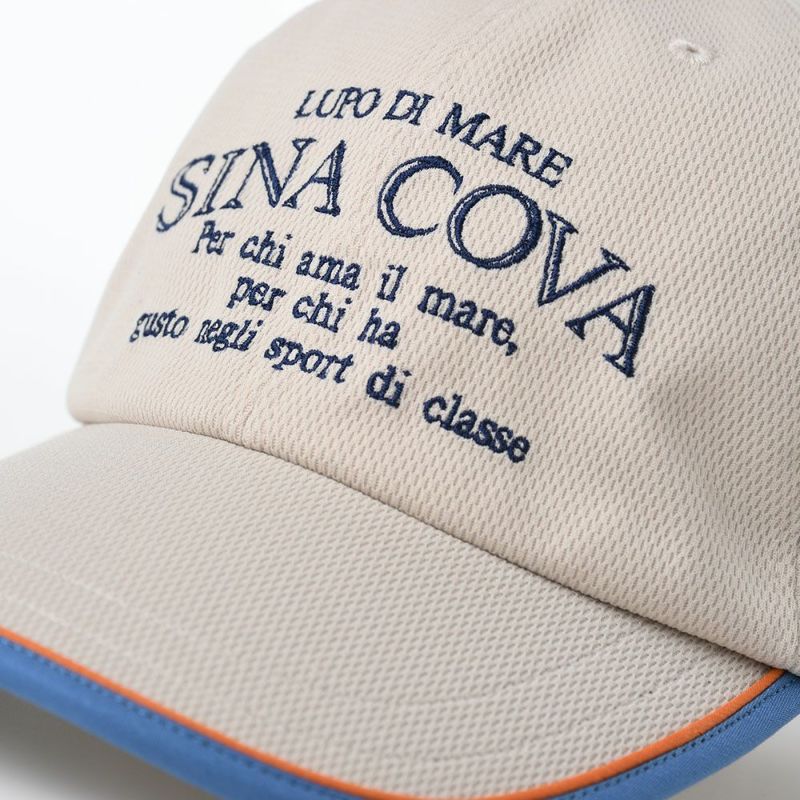 LUPO DI MARE
SINA COVA
Per chi ama il mare,
per chi ha
gusto negli sport di classe